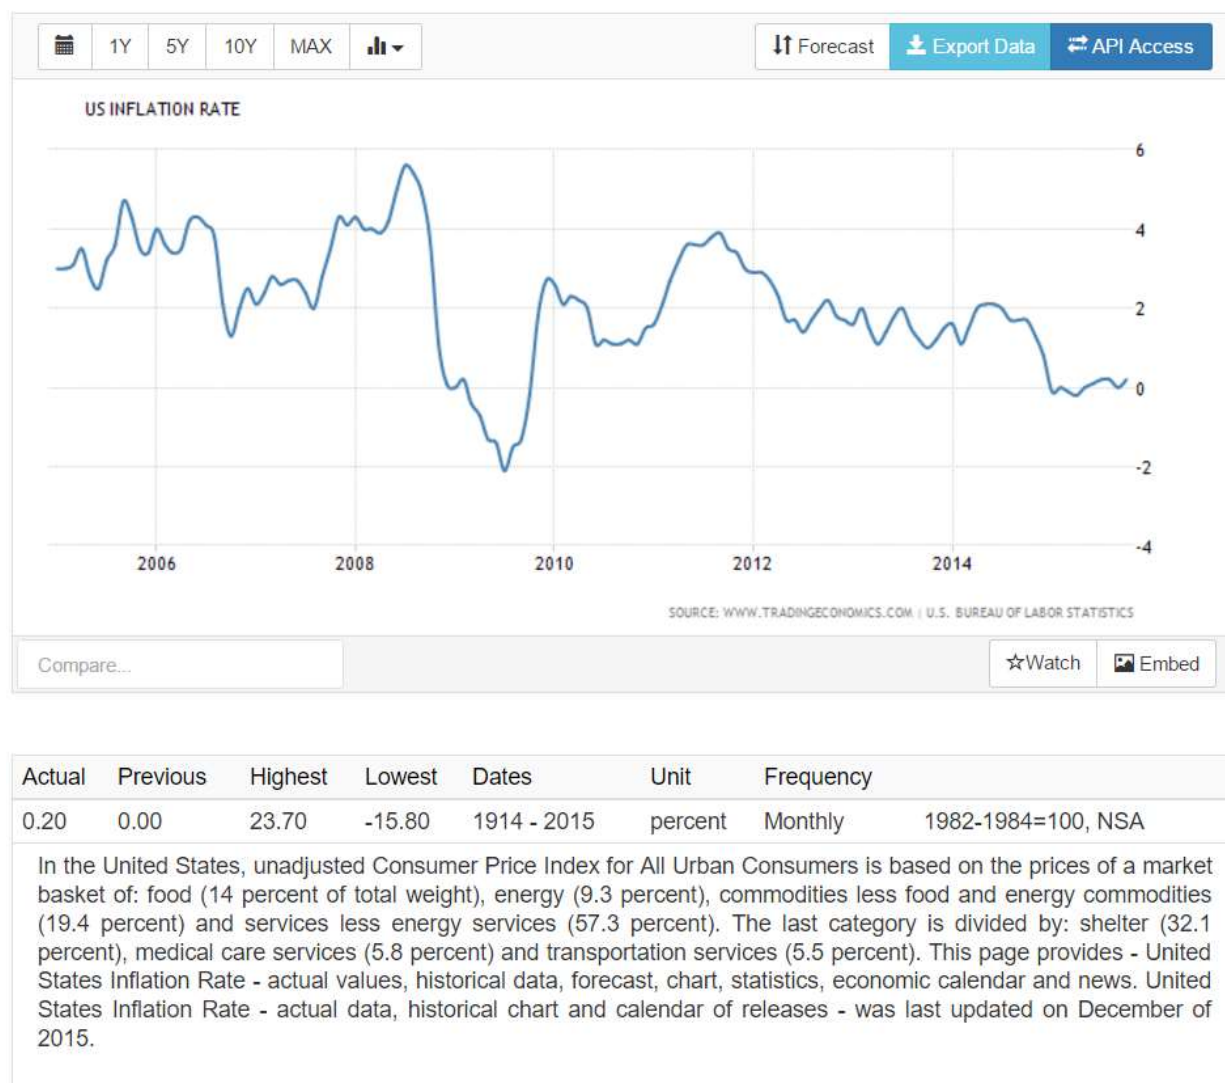 1Y 5Y 10Y MAX Forecast Export Data API Access
US INFLATION RATE
6
4
2
0
-2
-4
2006 2008 2010 2012 2014
SOURCE: WWW.TRADINGECONOMICS.COM | U.S. BUREAU OF LABOR STATISTICS
Compare... Watch Embed
Actual Previous Highest Lowest Dates Unit Frequency
0.20 0.00 23.70 -15.80 1914 - 2015 percent Monthly 1982-1984=100, NSA
In the United States, unadjusted Consumer Price Index for All Urban Consumers is based on the prices of a market
basket of: food (14 percent of total weight), energy (9.3 percent), commodities less food and energy commodities
(19.4 percent) and services less energy services (57.3 percent). The last category is divided by: shelter (32.1
percent), medical care services (5.8 percent) and transportation services (5.5 percent). This page provides - United
States Inflation Rate - actual values, historical data, forecast, chart, statistics, economic calendar and news. United
States Inflation Rate - actual data, historical chart and calendar of releases - was last updated on December of
2015.